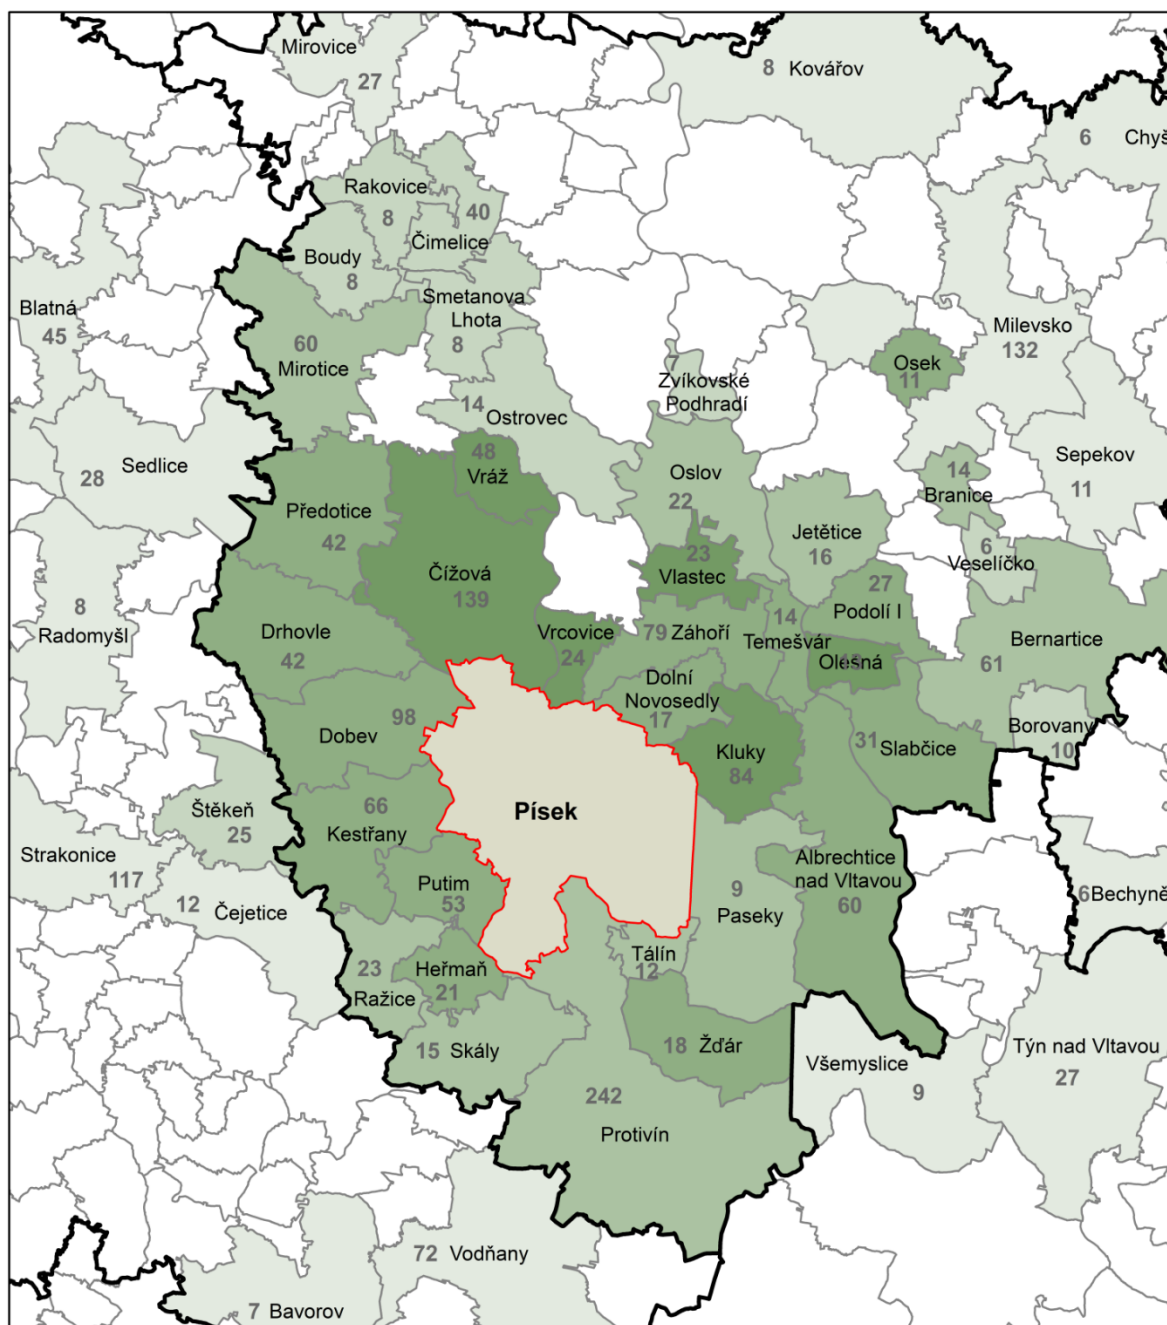 Mirovice
27
8 Kovářov
6 Chyš
Rakovice
8
40
Čimelice
Boudy
8
Smetanova
Lhota
8
Blatná
45
60
Mirotice
Milevsko
132
Osek
11
7
Zvíkovské
Podhradí
14
Ostrovec
Sedlice
28
48
Vráž
Oslov
22
14
Branice
Sepekov
11
Předotice
42
Jetětice
16
6
Veselíčko
Čížová
139
23
Vlastec
27
Podolí I
8
Radomyšl
Drhovle
42
Vrcovice
24
79 Záhoří
14
Temešvár
Olešná
Bernartice
61
Dolní
Novosedly
17
98
Dobev
Kluky
84
31 Slabčice
Borovany
10
Písek
Štěkeň
25
66
Kestřany
Strakonice
117
12
Čejetice
Putim
53
9
Paseky
Albrechtice
nad Vltavou
60
6 Bechyně
23
Ražice
Heřmaň
21
Tálín
12
15 Skály
18 Žďár
Všemyslice
9
Týn nad Vltavou
27
242
Protivín
72 Vodňany
7 Bavorov